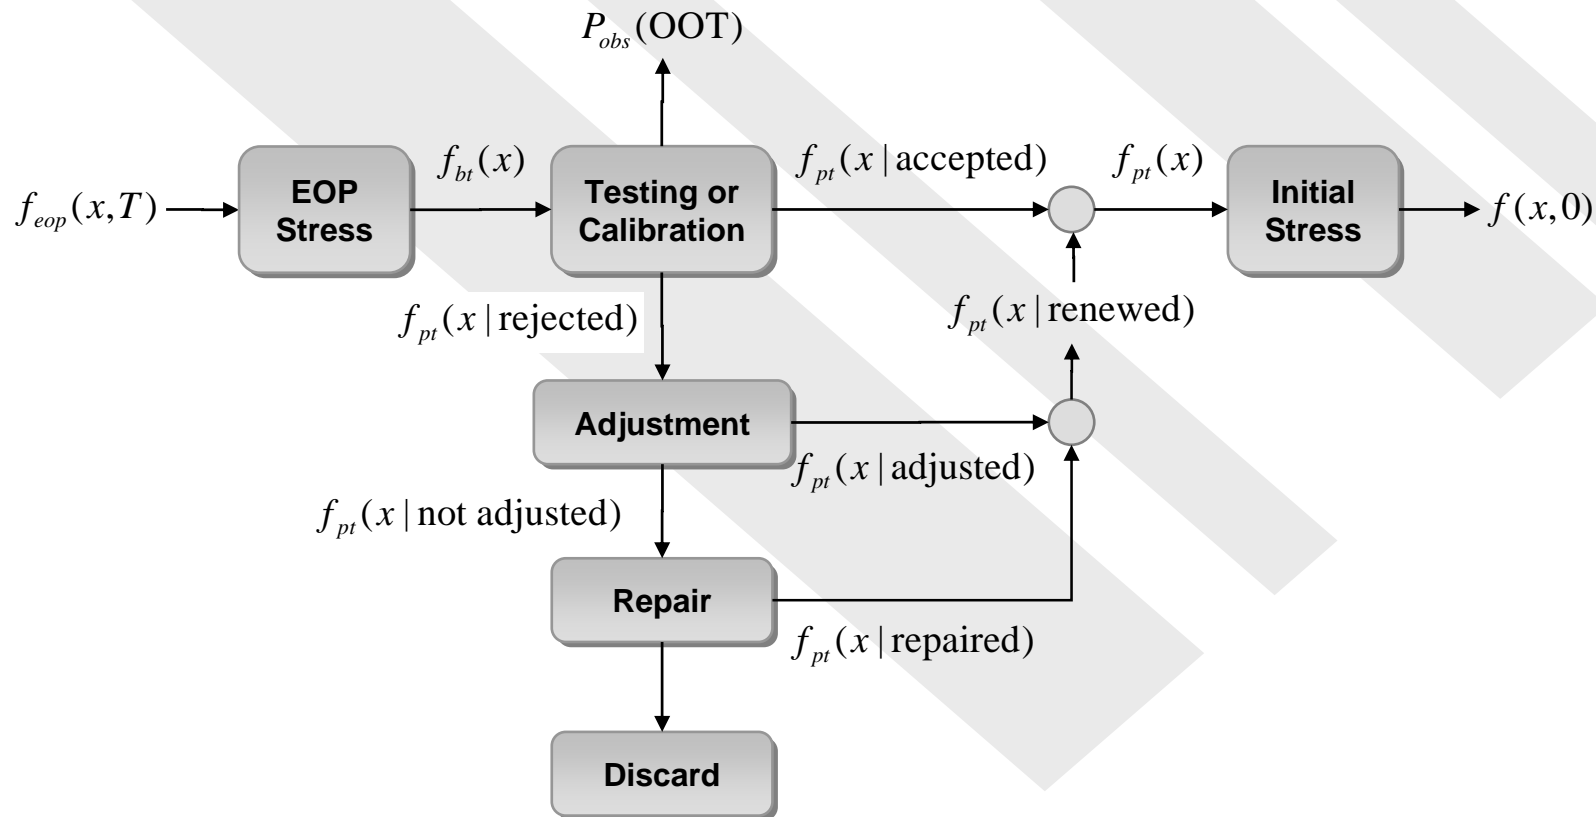 P_obs(OOT)
f_eop(x,T)
EOP
Stress
f_bt(x)
Testing or
Calibration
f_pt(x|accepted)
f_pt(x)
Initial
Stress
f(x,0)
f_pt(x|rejected)
f_pt(x|renewed)
Adjustment
f_pt(x|adjusted)
f_pt(x|not adjusted)
Repair
f_pt(x|repaired)
Discard